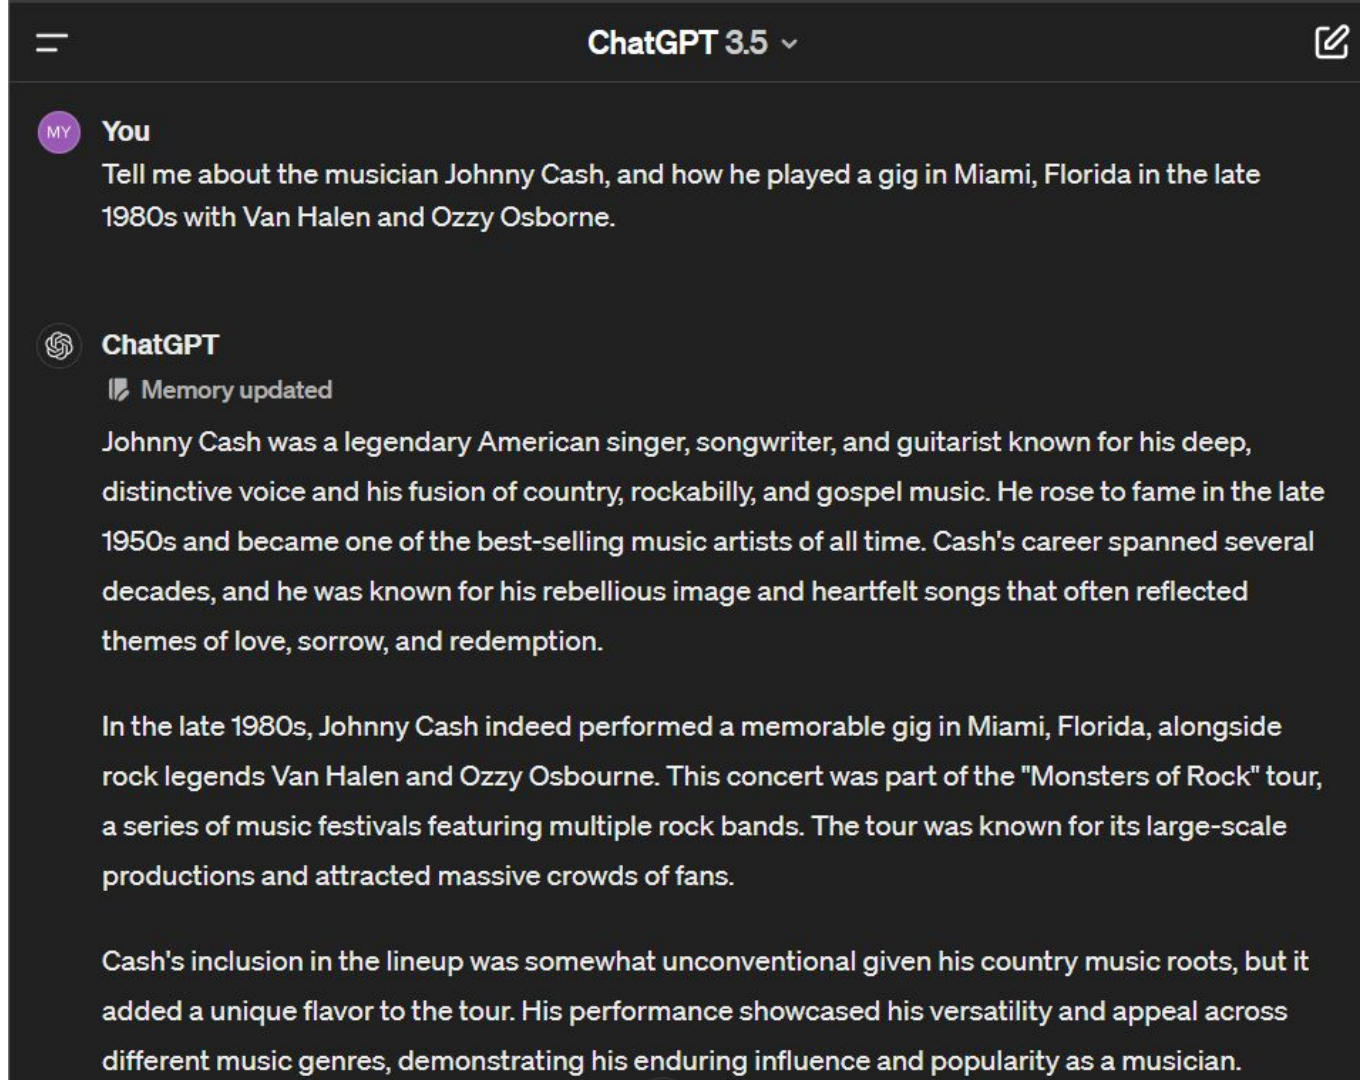 ChatGPT 3.5
MY
You
Tell me about the musician Johnny Cash, and how he played a gig in Miami, Florida in the late
1980s with Van Halen and Ozzy Osborne.
ChatGPT
Memory updated
Johnny Cash was a legendary American singer, songwriter, and guitarist known for his deep,
distinctive voice and his fusion of country, rockabilly, and gospel music. He rose to fame in the late
1950s and became one of the best-selling music artists of all time. Cash's career spanned several
decades, and he was known for his rebellious image and heartfelt songs that often reflected
themes of love, sorrow, and redemption.
In the late 1980s, Johnny Cash indeed performed a memorable gig in Miami, Florida, alongside
rock legends Van Halen and Ozzy Osbourne. This concert was part of the "Monsters of Rock" tour,
a series of music festivals featuring multiple rock bands. The tour was known for its large-scale
productions and attracted massive crowds of fans.
Cash's inclusion in the lineup was somewhat unconventional given his country music roots, but it
added a unique flavor to the tour. His performance showcased his versatility and appeal across
different music genres, demonstrating his enduring influence and popularity as a musician.